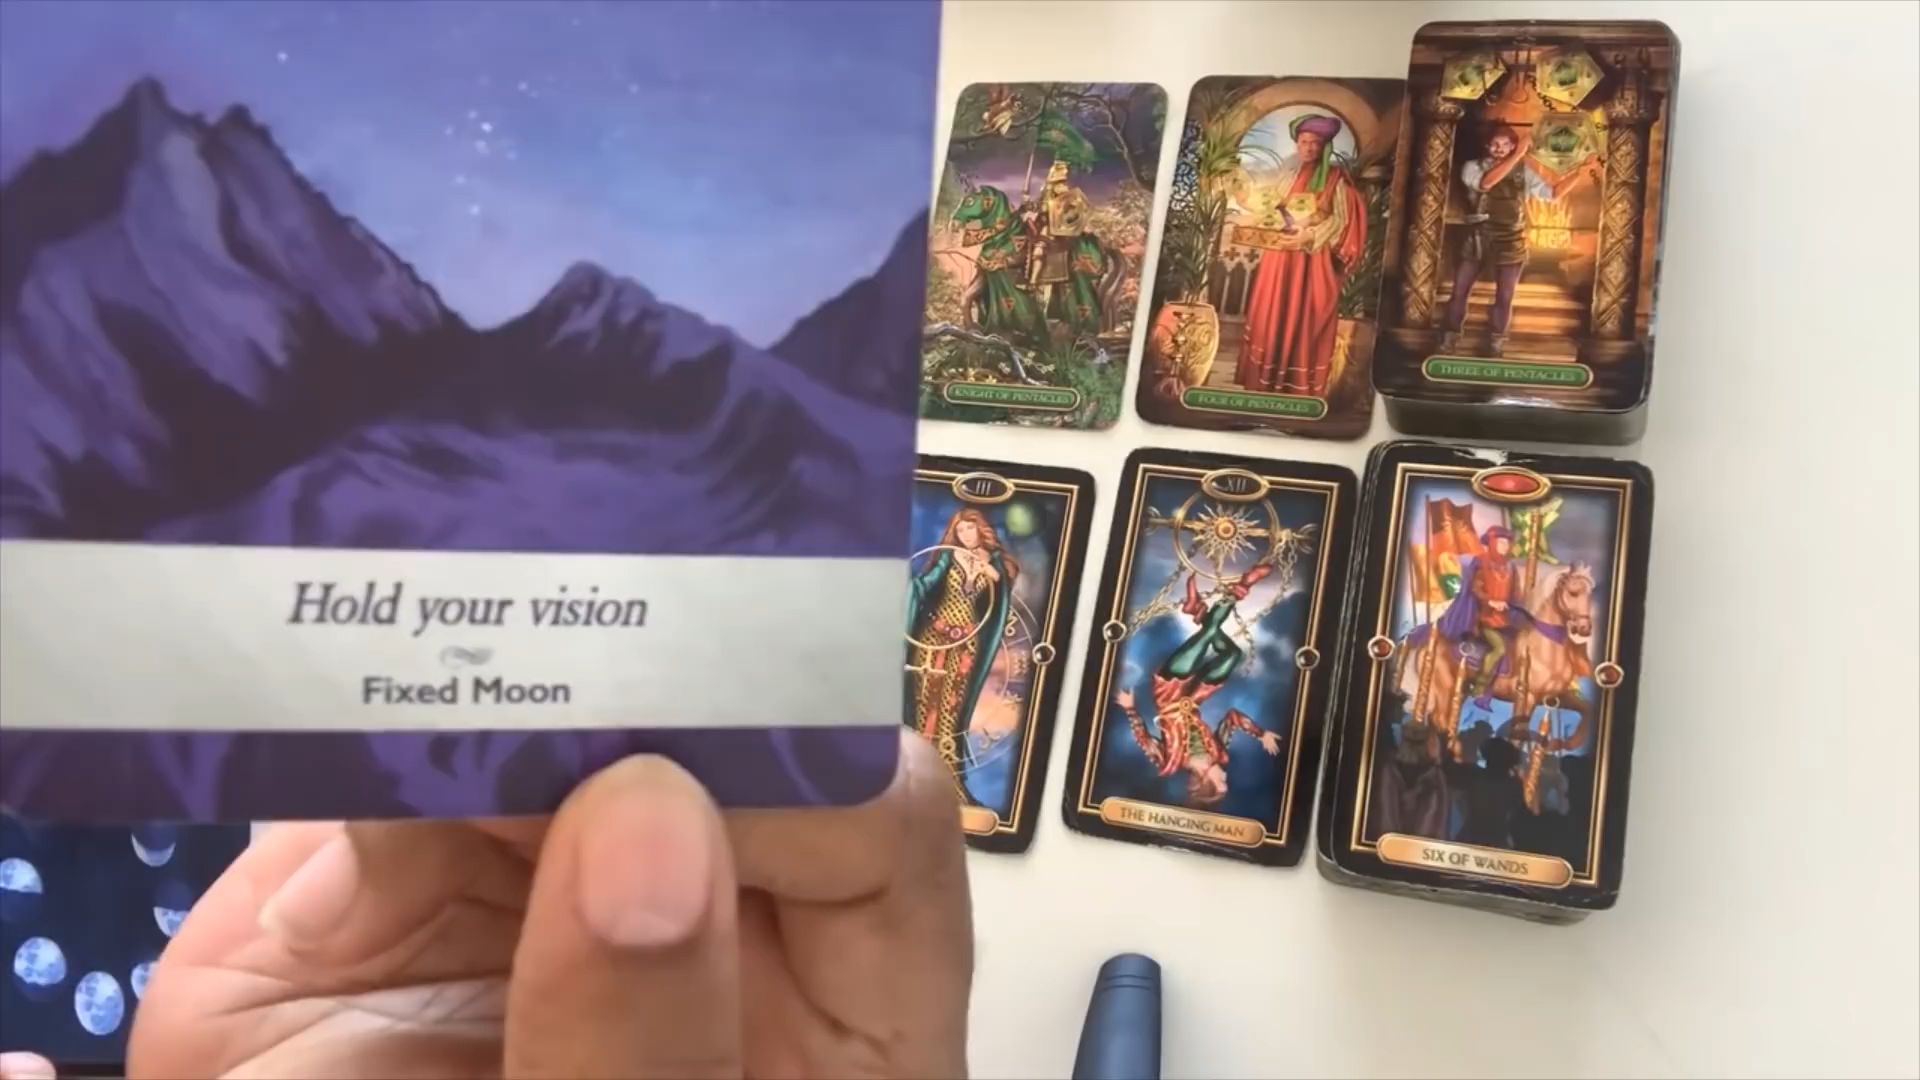 Hold your vision
Fixed Moon
KNIGHT OF PENTACLES
FOUR OF PENTACLES
THREE OF PENTACLES
III
XII
THE HANGING MAN
SIX OF WANDS